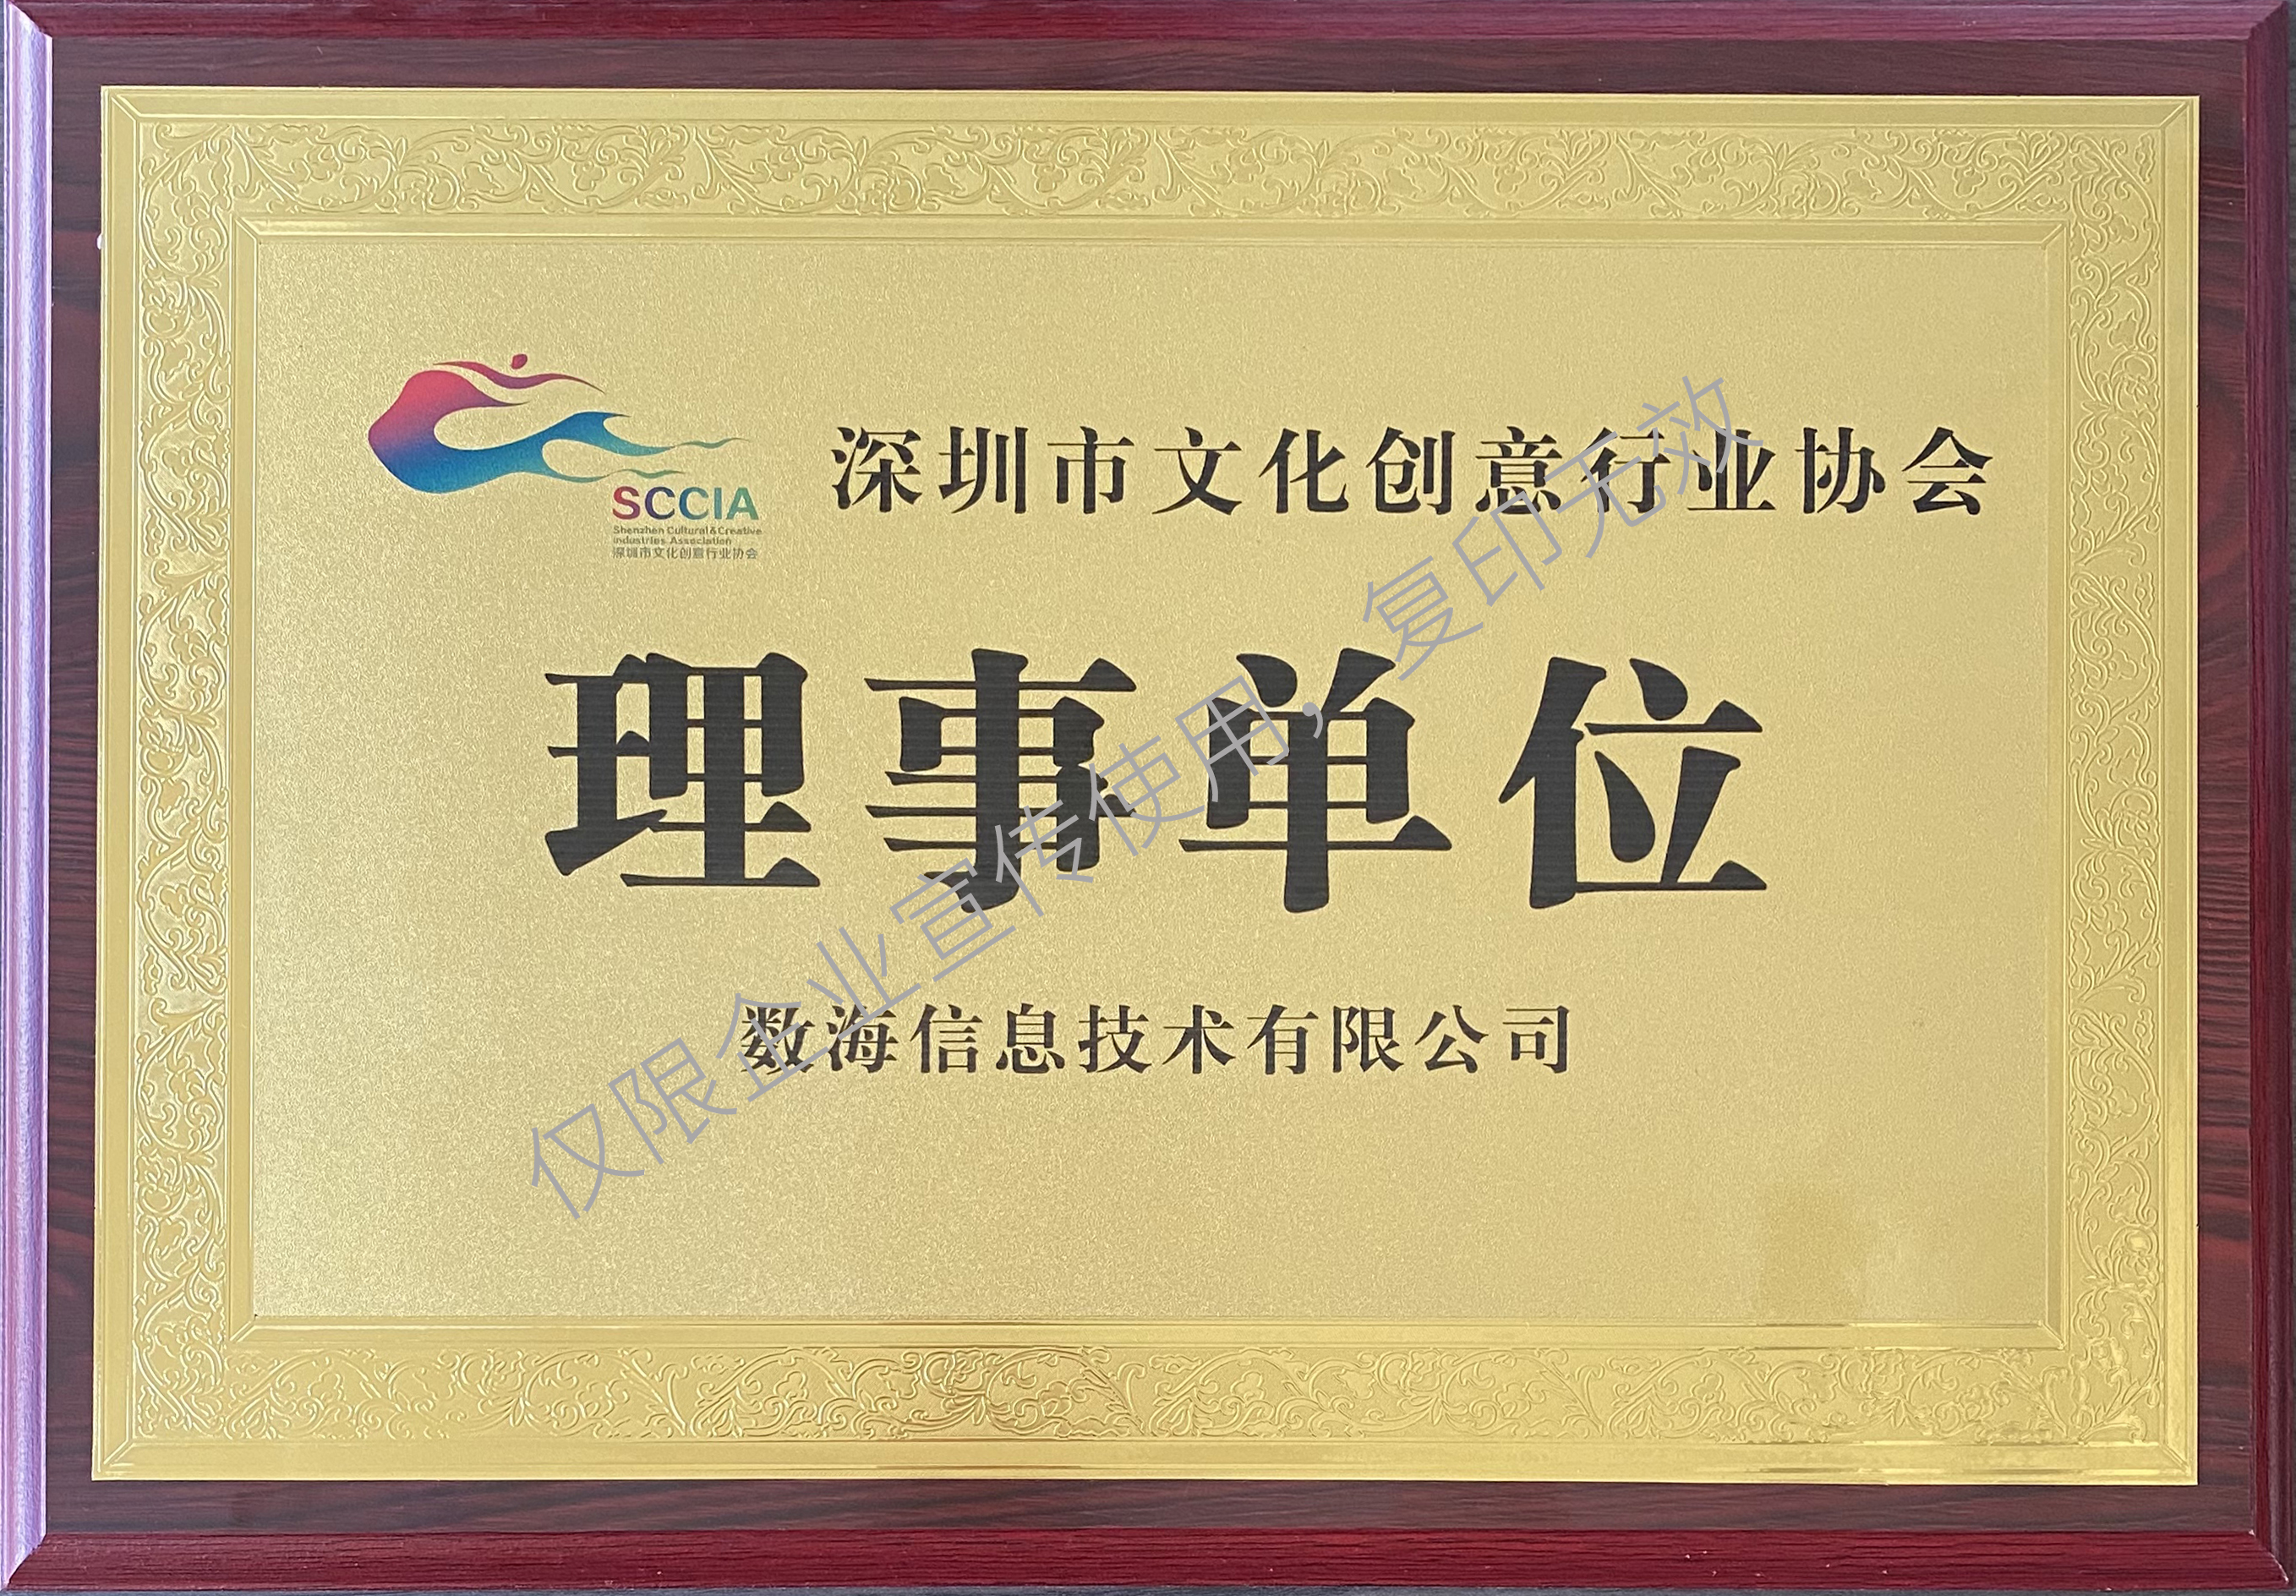 SCCIA
Shenzhen Cultural & Creative
Industries Association
深圳市文化创意行业协会
深圳市文化创意行业协会
理事单位
数海信息技术有限公司
仅限企业宣传使用，复印无效